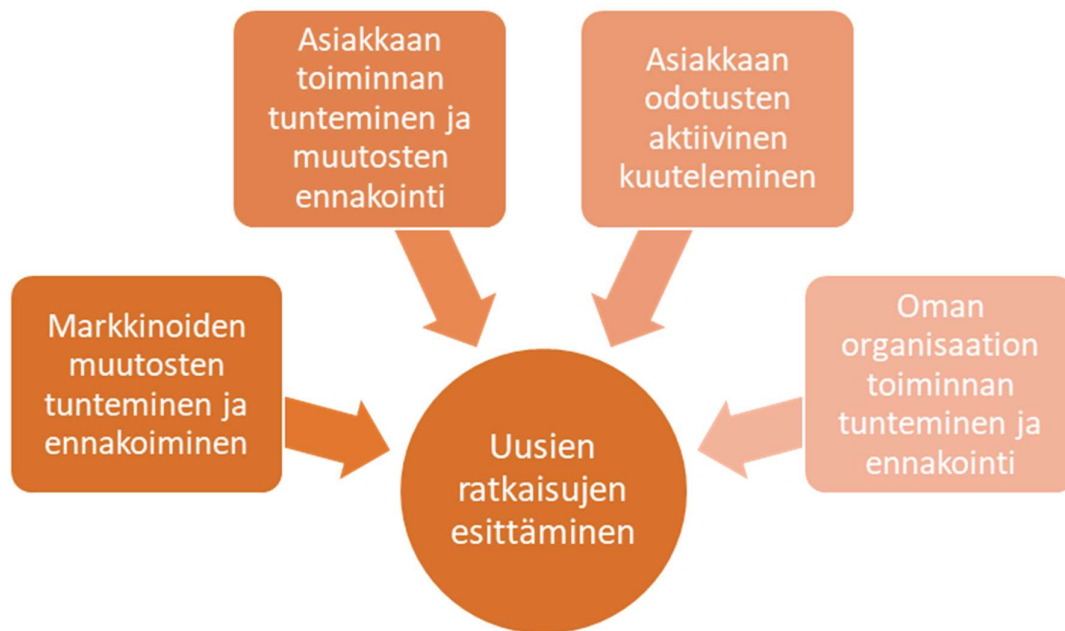 Asiakkaan
toiminnan
tunteminen ja
muutosten
ennakointi
Asiakkaan
odotusten
aktiivinen
kuuteleminen
Markkinoiden
muutosten
tunteminen ja
ennakoiminen
Oman
organisaation
toiminnan
tunteminen ja
ennakointi
Uusien
ratkaisujen
esittäminen